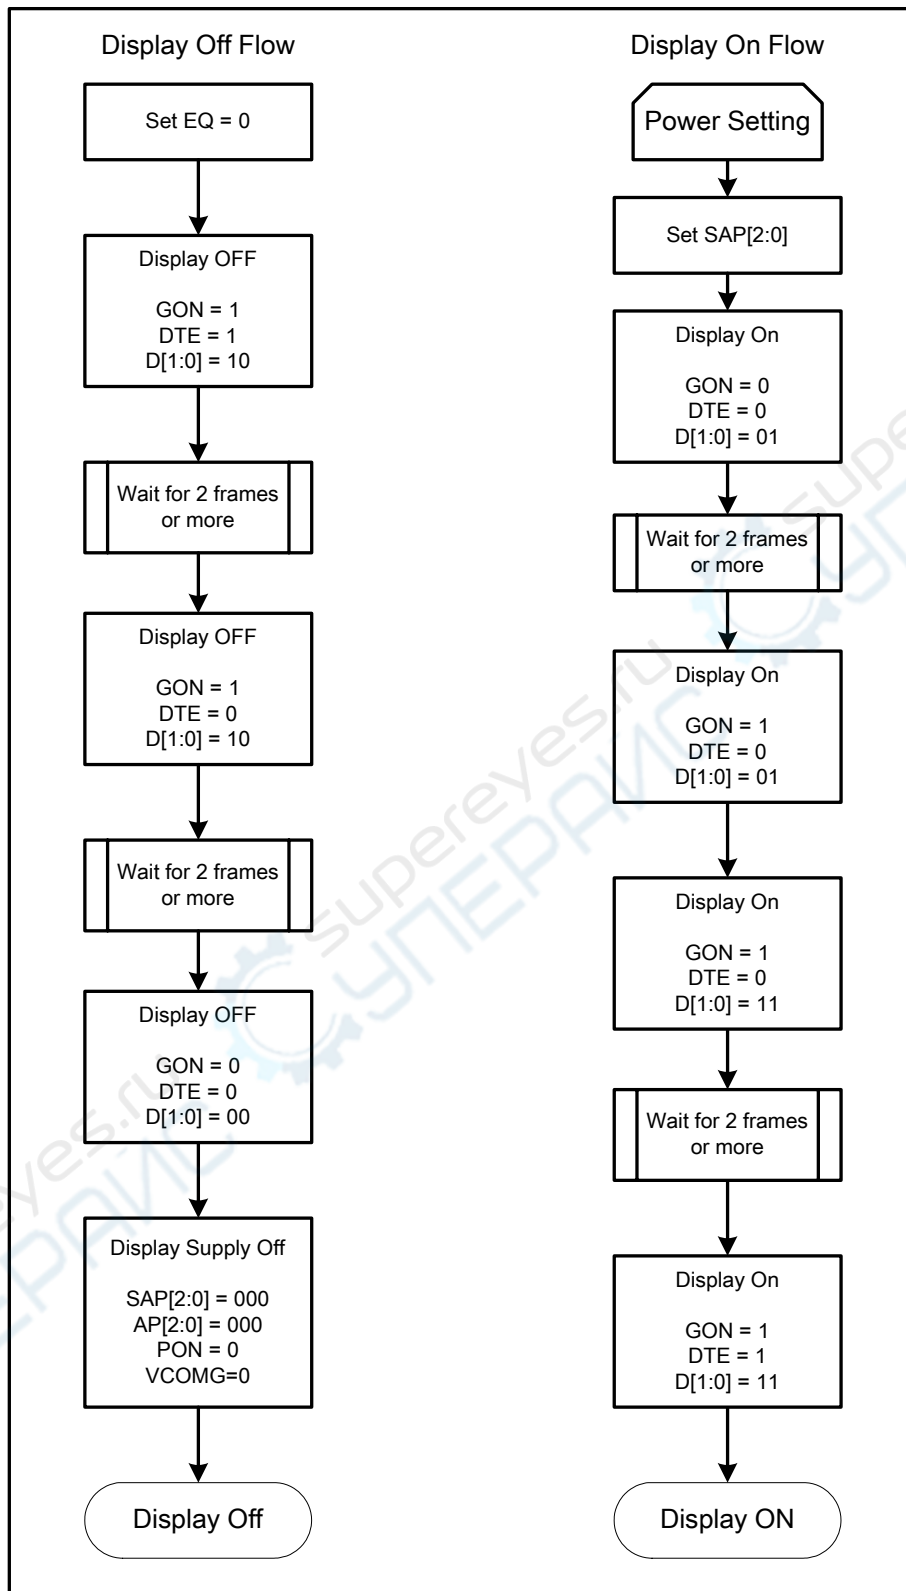 Display Off Flow
Set EQ = 0
Display OFF
GON = 1
DTE = 1
D[1:0] = 10
Wait for 2 frames
or more
Display OFF
GON = 1
DTE = 0
D[1:0] = 10
Wait for 2 frames
or more
Display OFF
GON = 0
DTE = 0
D[1:0] = 00
Display Supply Off
SAP[2:0] = 000
AP[2:0] = 000
PON = 0
VCOMG=0
Display Off
Display On Flow
Power Setting
Set SAP[2:0]
Display On
GON = 0
DTE = 0
D[1:0] = 01
Wait for 2 frames
or more
Display On
GON = 1
DTE = 0
D[1:0] = 01
Display On
GON = 1
DTE = 0
D[1:0] = 11
Wait for 2 frames
or more
Display On
GON = 1
DTE = 1
D[1:0] = 11
Display ON
supereyes.ru
СУПЕРАЙС